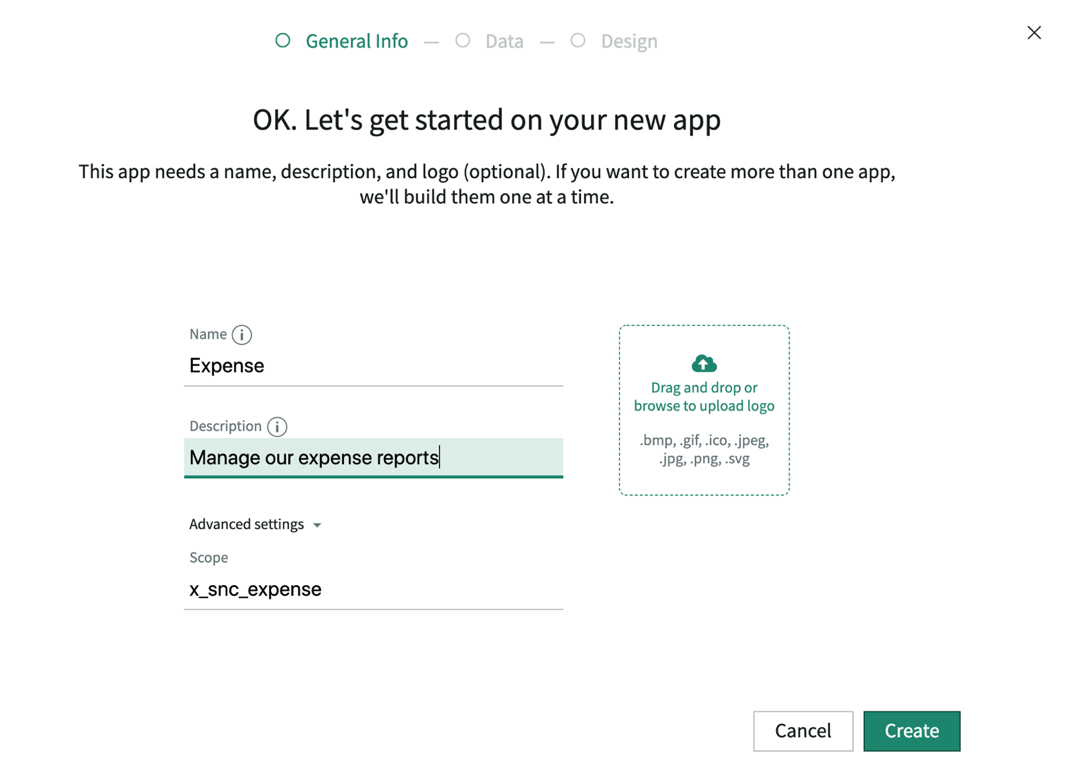 General Info — Data — Design
OK. Let's get started on your new app
This app needs a name, description, and logo (optional). If you want to create more than one app,
we'll build them one at a time.
Name
Expense
Description
Manage our expense reports
Drag and drop or
browse to upload logo
.bmp, .gif, .ico, .jpeg,
.jpg, .png, .svg
Advanced settings
Scope
x_snc_expense
Cancel Create